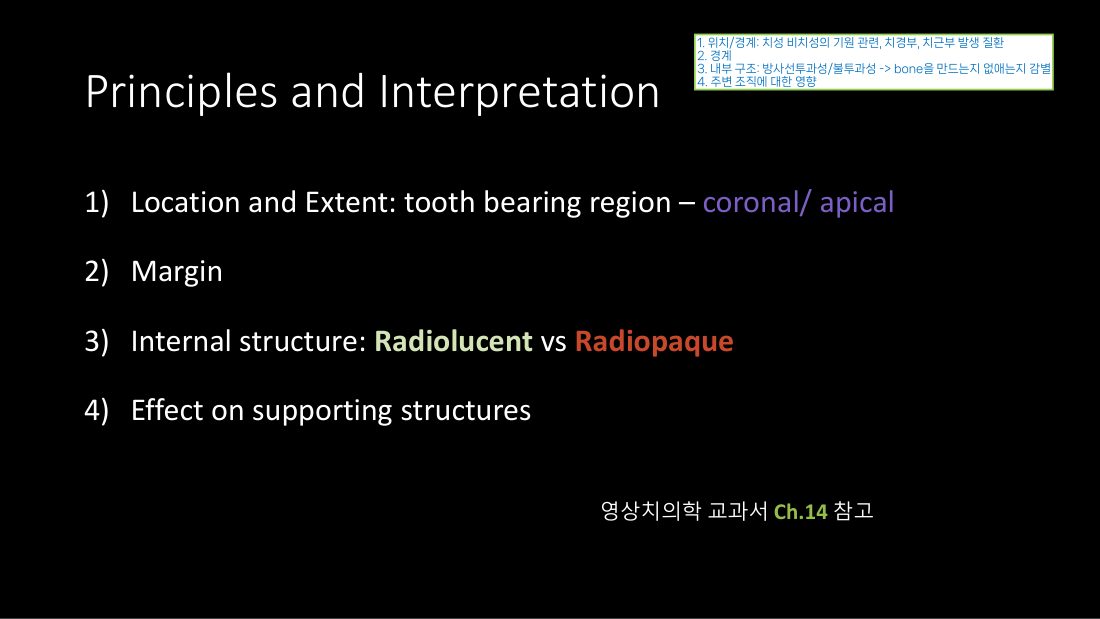 1. 위치/경계: 치성 비치성의 기원 관련, 치경부, 치근부 발생 질환
2. 경계
3. 내부 구조: 방사선투과성/불투과성 -> bone을 만드는지 없애는지 감별
4. 주변 조직에 대한 영향
Principles and Interpretation
1) Location and Extent: tooth bearing region – coronal/ apical
2) Margin
3) Internal structure: Radiolucent vs Radiopaque
4) Effect on supporting structures
영상치의학 교과서 Ch.14 참고